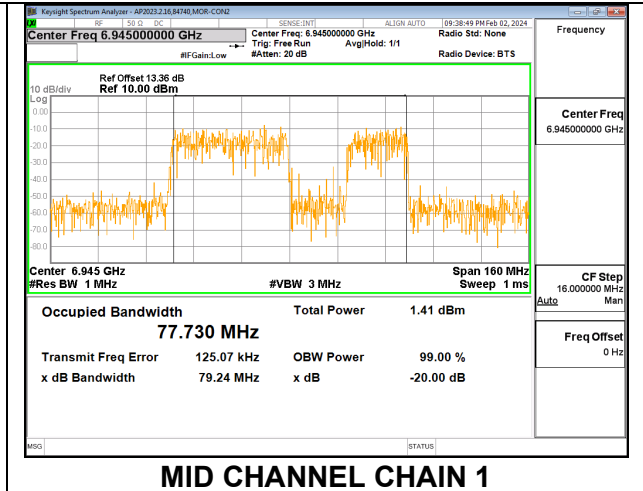 Keysight Spectrum Analyzer - AP2023.2.16,84740,MOR-CON2
RF 50 Ω DC SENSE:INT ALIGN AUTO 09:38:49 PM Feb 02, 2024
Center Freq 6.945000000 GHz Center Freq: 6.945000000 GHz Radio Std: None Frequency
Trig: Free Run Avg|Hold: 1/1
#IFGain:Low #Atten: 20 dB Radio Device: BTS
Ref Offset 13.36 dB
10 dB/div Ref 10.00 dBm
Log
0.00
-10.0
-20.0
-30.0
-40.0
-50.0
-60.0
-70.0
-80.0
Center Freq
6.945000000 GHz
Center 6.945 GHz Span 160 MHz
#Res BW 1 MHz #VBW 3 MHz Sweep 1 ms
CF Step
16.000000 MHz
Auto Man
Occupied Bandwidth Total Power 1.41 dBm
77.730 MHz
Transmit Freq Error 125.07 kHz OBW Power 99.00 %
x dB Bandwidth 79.24 MHz x dB -20.00 dB
Freq Offset
0 Hz
MSG STATUS
MID CHANNEL CHAIN 1